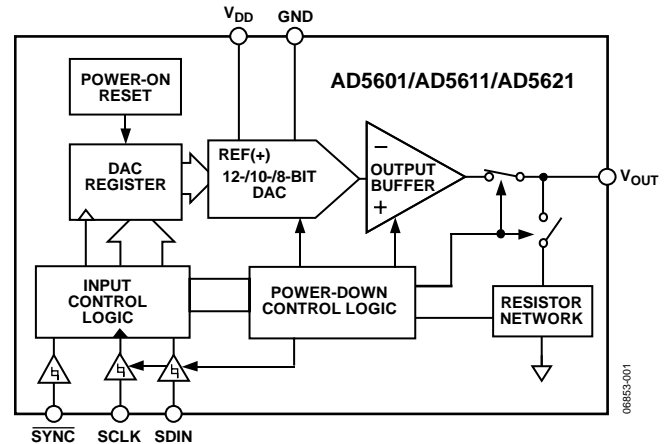 VDD GND
POWER-ON
RESET
AD5601/AD5611/AD5621
DAC
REGISTER
REF(+)
12-/10-/8-BIT
DAC
−
OUTPUT
BUFFER
+
VOUT
INPUT
CONTROL
LOGIC
POWER-DOWN
CONTROL LOGIC
RESISTOR
NETWORK
SYNC SCLK SDIN
06853-001